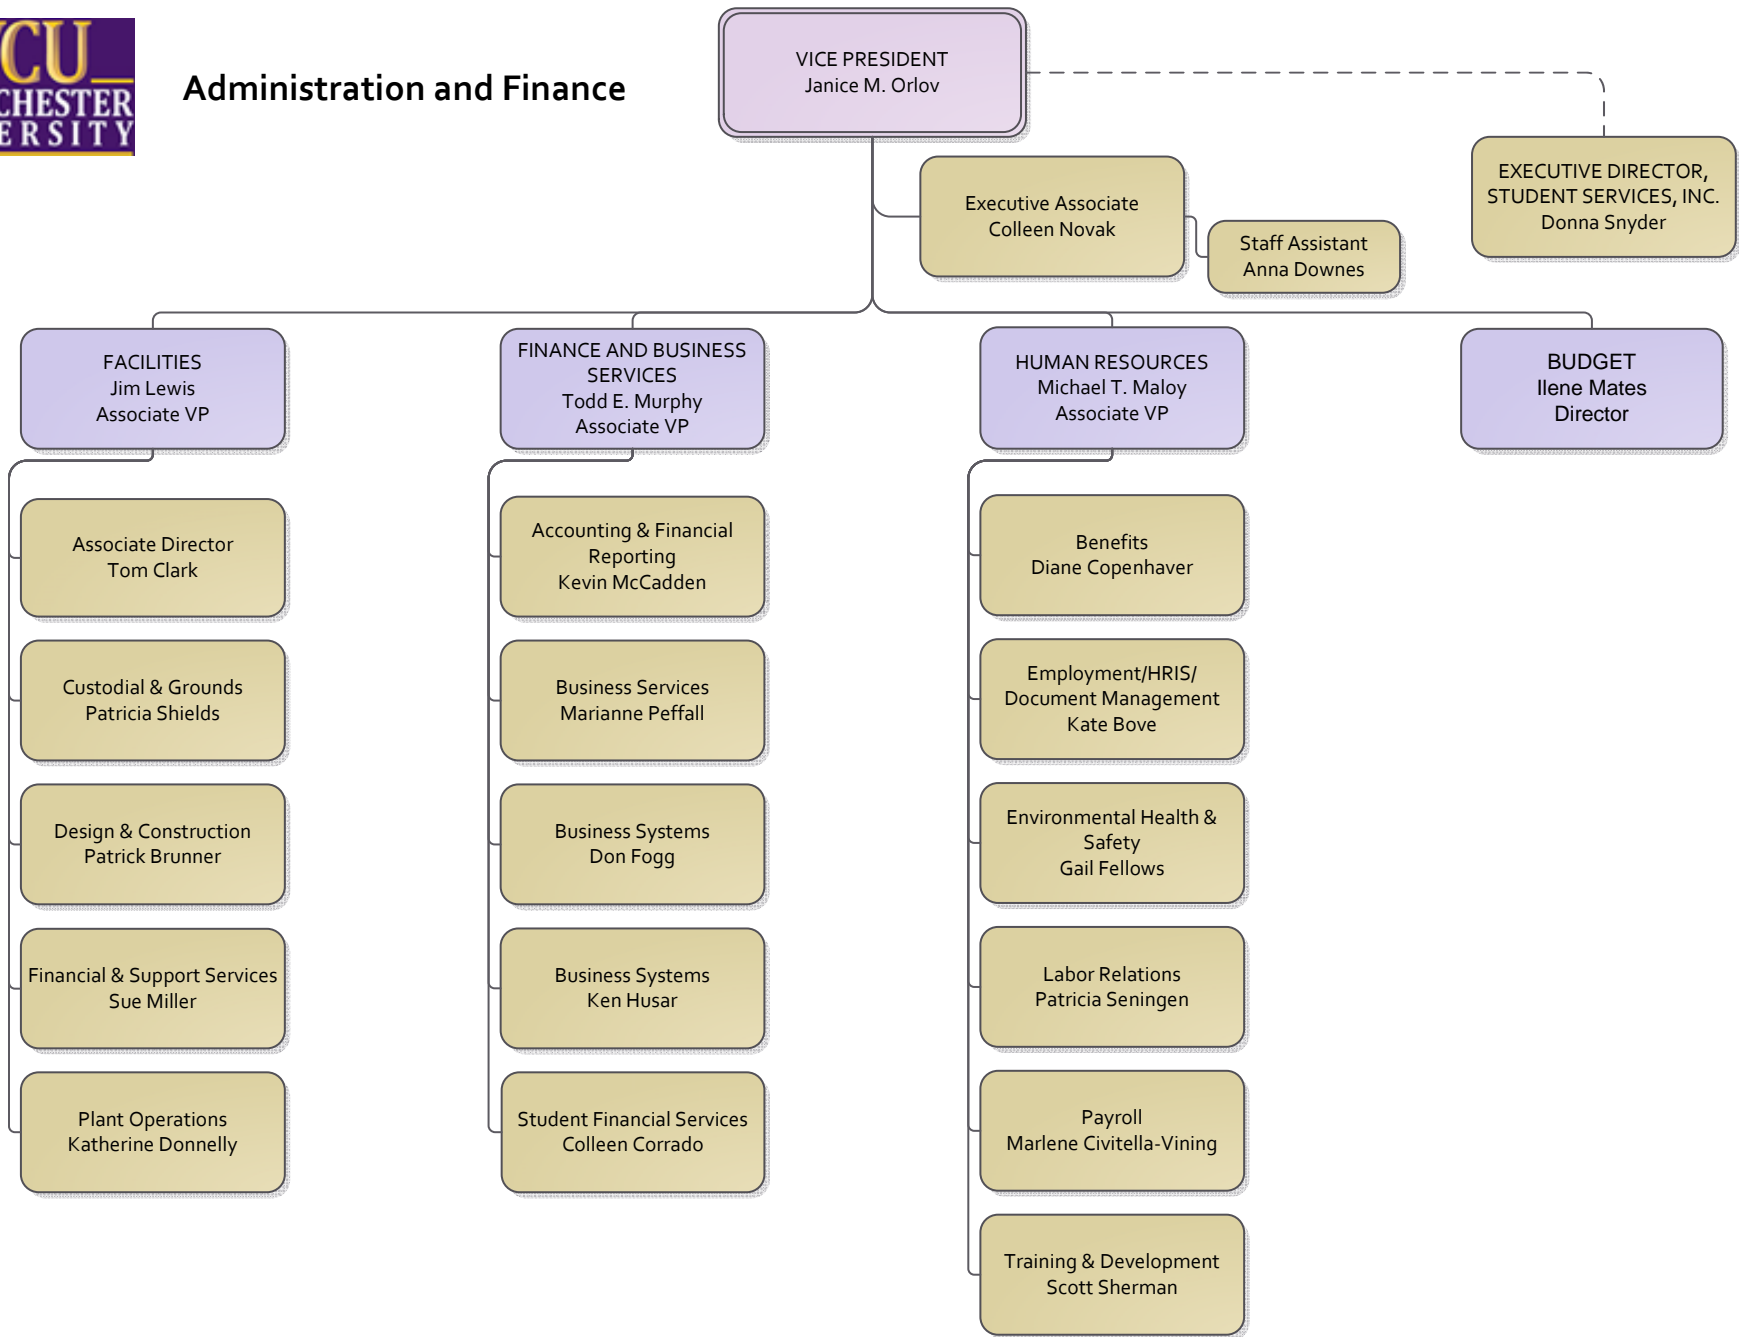 CU
CHESTER
ERSITY
Administration and Finance
VICE PRESIDENT
Janice M. Orlov
EXECUTIVE DIRECTOR,
STUDENT SERVICES, INC.
Donna Snyder
Executive Associate
Colleen Novak
Staff Assistant
Anna Downes
FACILITIES
Jim Lewis
Associate VP
FINANCE AND BUSINESS
SERVICES
Todd E. Murphy
Associate VP
HUMAN RESOURCES
Michael T. Maloy
Associate VP
BUDGET
Ilene Mates
Director
Associate Director
Tom Clark
Custodial & Grounds
Patricia Shields
Design & Construction
Patrick Brunner
Financial & Support Services
Sue Miller
Plant Operations
Katherine Donnelly
Accounting & Financial
Reporting
Kevin McCadden
Business Services
Marianne Peffall
Business Systems
Don Fogg
Business Systems
Ken Husar
Student Financial Services
Colleen Corrado
Benefits
Diane Copenhaver
Employment/HRIS/
Document Management
Kate Bove
Environmental Health &
Safety
Gail Fellows
Labor Relations
Patricia Seningen
Payroll
Marlene Civitella-Vining
Training & Development
Scott Sherman